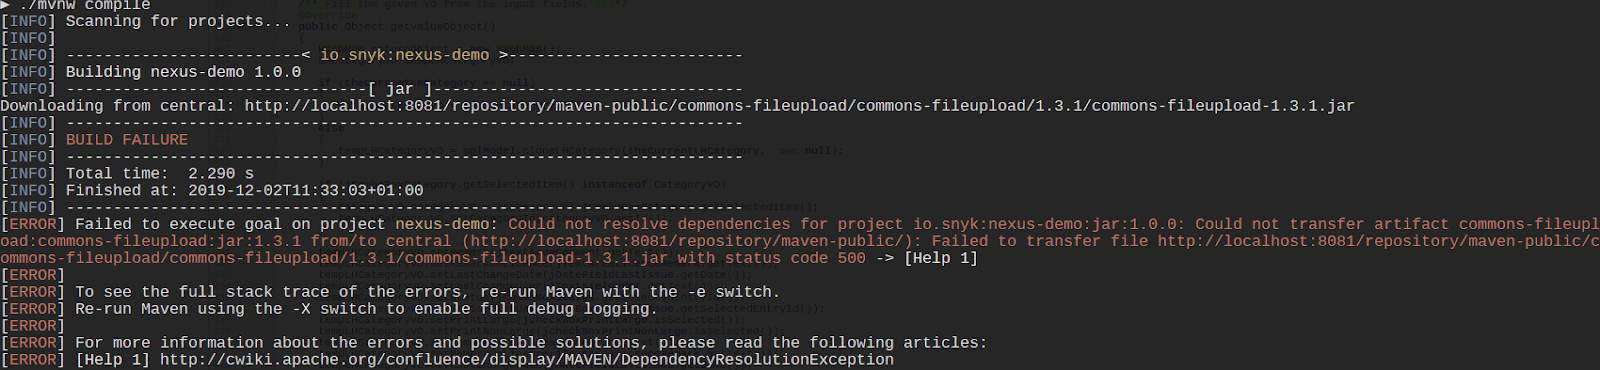 ▶ ./mvnw compile
[INFO] Scanning for projects...
[INFO]
[INFO] -------------------------< io.snyk:nexus-demo >-------------------------
[INFO] Building nexus-demo 1.0.0
[INFO] --------------------------------[ jar ]---------------------------------
Downloading from central: http://localhost:8081/repository/maven-public/commons-fileupload/commons-fileupload/1.3.1/commons-fileupload-1.3.1.jar
[INFO] ------------------------------------------------------------------------
[INFO] BUILD FAILURE
[INFO] ------------------------------------------------------------------------
[INFO] Total time:  2.290 s
[INFO] Finished at: 2019-12-02T11:33:03+01:00
[INFO] ------------------------------------------------------------------------
[ERROR] Failed to execute goal on project nexus-demo: Could not resolve dependencies for project io.snyk:nexus-demo:jar:1.0.0: Could not transfer artifact commons-fileupl
oad:commons-fileupload:jar:1.3.1 from/to central (http://localhost:8081/repository/maven-public/): Failed to transfer file http://localhost:8081/repository/maven-public/c
ommons-fileupload/commons-fileupload/1.3.1/commons-fileupload-1.3.1.jar with status code 500 -> [Help 1]
[ERROR]
[ERROR] To see the full stack trace of the errors, re-run Maven with the -e switch.
[ERROR] Re-run Maven using the -X switch to enable full debug logging.
[ERROR]
[ERROR] For more information about the errors and possible solutions, please read the following articles:
[ERROR] [Help 1] http://cwiki.apache.org/confluence/display/MAVEN/DependencyResolutionException